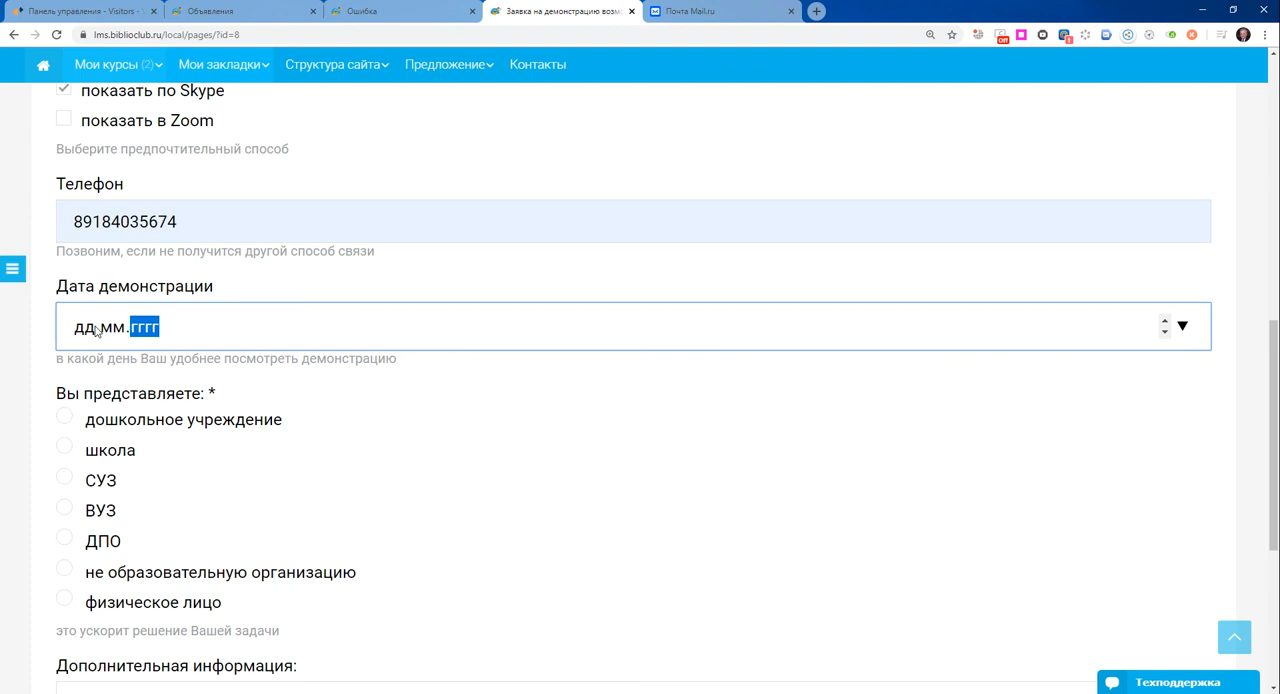 Панель управления - Visitors -
Объявления
Ошибка
Заявка на демонстрацию возм
Почта Mail.ru
lms.biblioclub.ru/local/pages/?id=8
Off
1
Мои курсы (2)
Мои закладки
Структура сайта
Предложение
Контакты
показать по Skype
показать в Zoom
Выберите предпочтительный способ
Телефон
89184035674
Позвоним, если не получится другой способ связи
Дата демонстрации
дд.мм.гггг
в какой день Ваш удобнее посмотреть демонстрацию
Вы представляете: *
дошкольное учреждение
школа
СУЗ
ВУЗ
ДПО
не образовательную организацию
физическое лицо
это ускорит решение Вашей задачи
Дополнительная информация:
Техподдержка